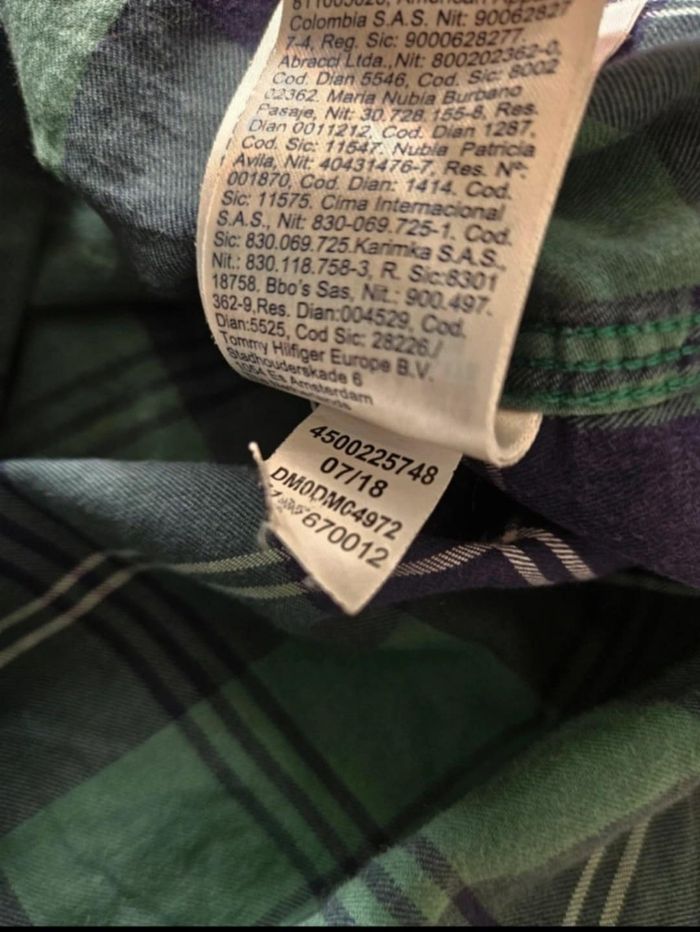 Colombia S.A.S. Nit: 90062827
7-4, Reg. Sic: 9000628277,
Abracci Ltda., Nit: 800202362-0,
Cod. Dian 5546, Cod. Sic: 8002
02362. Maria Nubia Burbano
Pasaje, Nit: 30.728.155-8, Res.
Dian 0011212, Cod. Dian 1287,
Cod. Sic: 11547. Nubia Patricia
Avila, Nit: 40431476-7, Res. Nº:
001870, Cod. Dian: 1414. Cod.
Sic: 11575. Cima Internacional
S.A.S., Nit: 830-069.725-1, Cod.
Sic: 830.069.725.Karimka S.A.S.,
Nit.: 830.118.758-3, R. Sic:8301
18758. Bbo's Sas, Nit.: 900.497.
362-9,Res. Dian:004529, Cod.
Dian:5525, Cod Sic: 28226./
Tommy Hilfiger Europe B.V.
Stadhouderskade 6
1054 Es Amsterdam
4500225748
07/18
DM0DM04972
670012